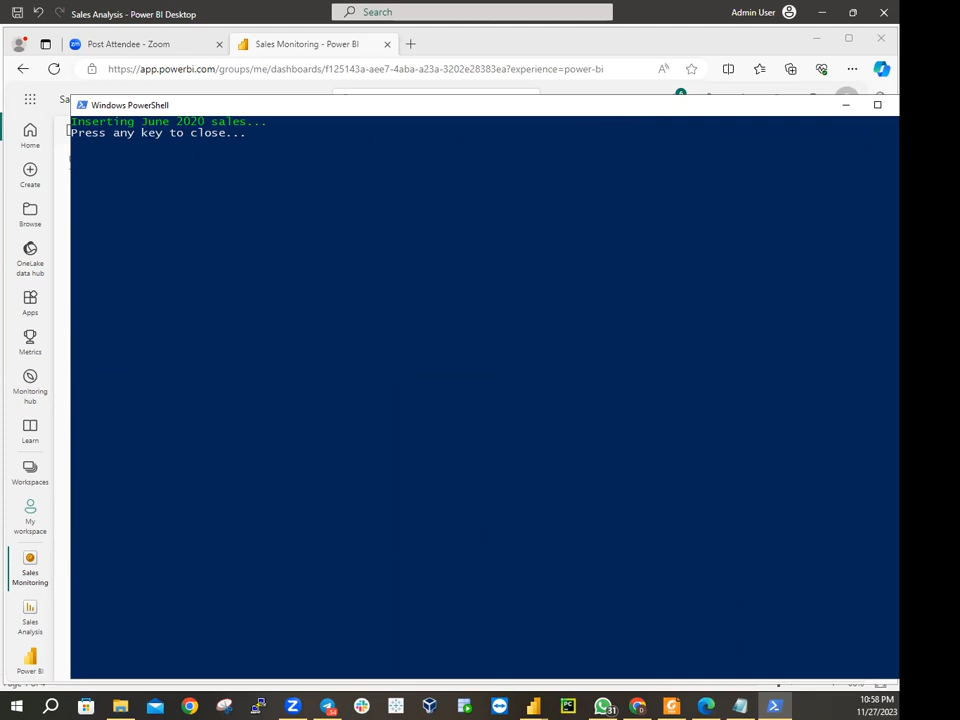 Sales Analysis - Power BI Desktop
Search
Admin User
Post Attendee - Zoom
Sales Monitoring - Power BI
https://app.powerbi.com/groups/me/dashboards/f125143a-aee7-4aba-a23a-3202e28383ea?experience=power-bi
Sa
Windows PowerShell
Inserting June 2020 sales...
Press any key to close...
Home
Create
Browse
OneLake
data hub
Apps
Metrics
Monitoring
hub
Learn
Workspaces
My
workspace
Sales
Monitoring
Sales
Analysis
Power BI
10:58 PM
11/27/2023